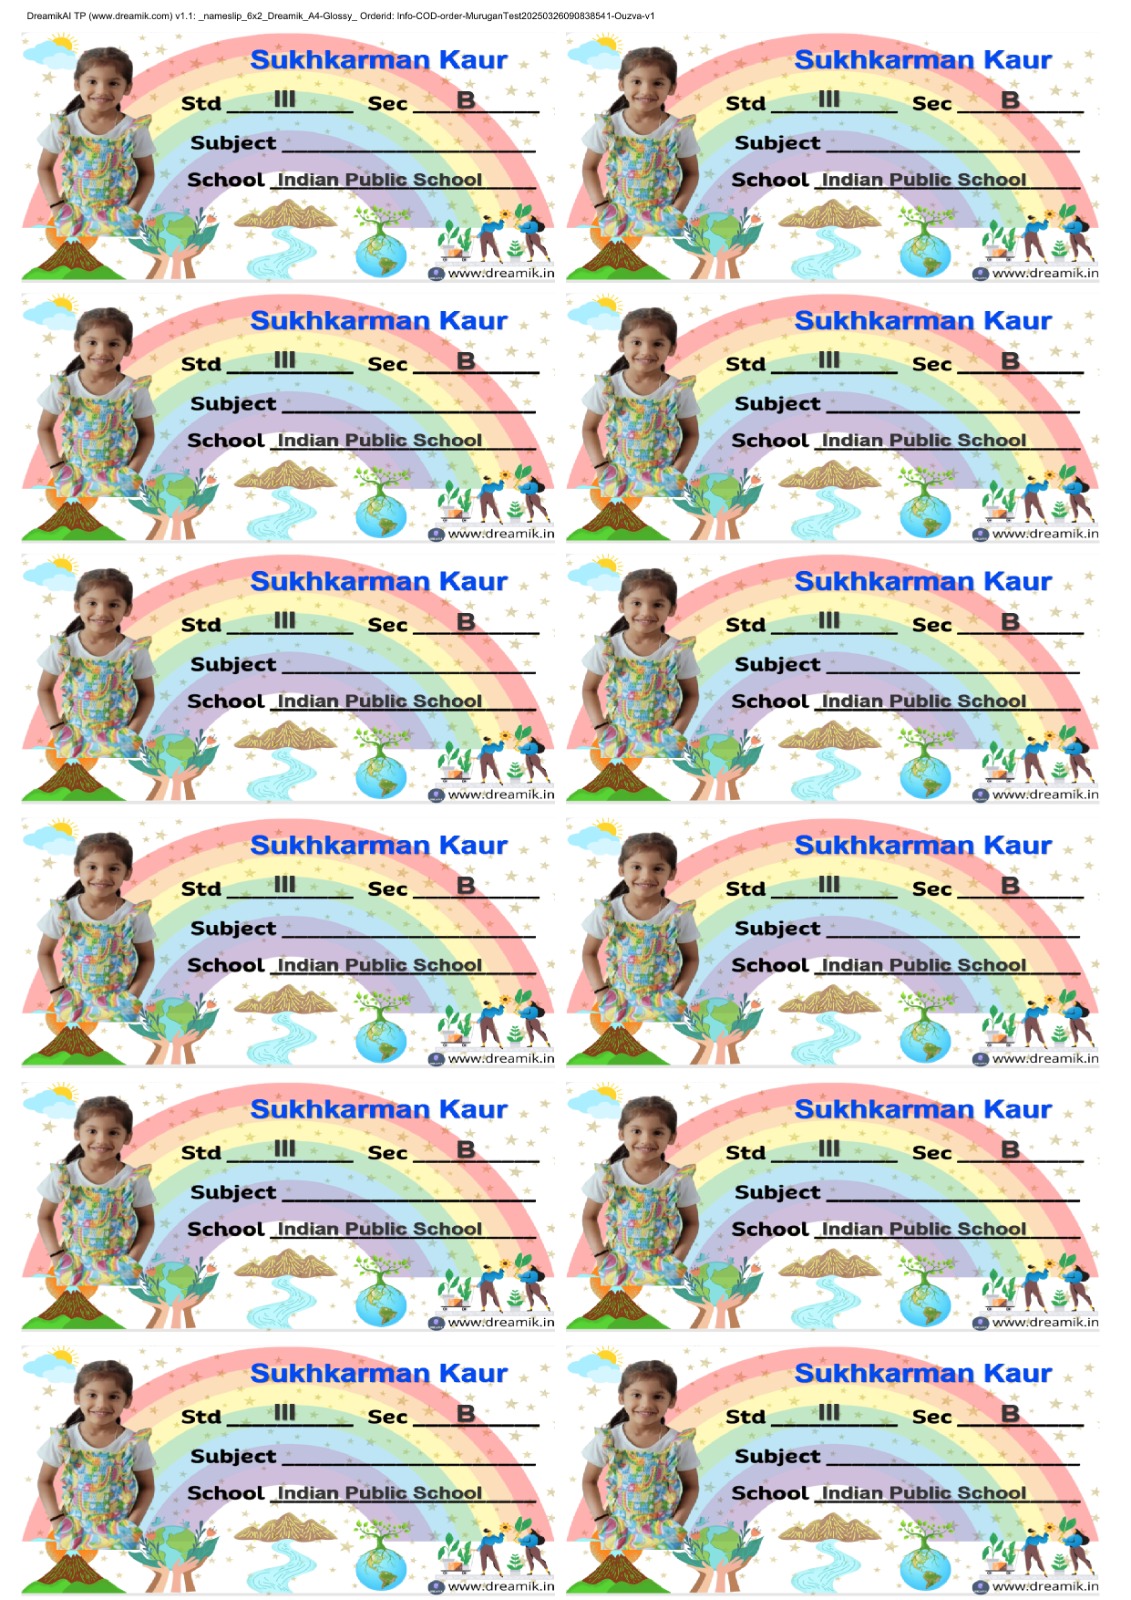 DreamikAI TP (www.dreamik.com) v1.1: _nameslip_6x2_Dreamik_A4-Glossy_ Orderid: Info-COD-order-MuruganTest20250326090838541-Ouzva-v1
Sukhkarman Kaur
Std III Sec B
Subject
School Indian Public School
www.dreamik.in
Sukhkarman Kaur
Std III Sec B
Subject
School Indian Public School
www.dreamik.in
Sukhkarman Kaur
Std III Sec B
Subject
School Indian Public School
www.dreamik.in
Sukhkarman Kaur
Std III Sec B
Subject
School Indian Public School
www.dreamik.in
Sukhkarman Kaur
Std III Sec B
Subject
School Indian Public School
www.dreamik.in
Sukhkarman Kaur
Std III Sec B
Subject
School Indian Public School
www.dreamik.in
Sukhkarman Kaur
Std III Sec B
Subject
School Indian Public School
www.dreamik.in
Sukhkarman Kaur
Std III Sec B
Subject
School Indian Public School
www.dreamik.in
Sukhkarman Kaur
Std III Sec B
Subject
School Indian Public School
www.dreamik.in
Sukhkarman Kaur
Std III Sec B
Subject
School Indian Public School
www.dreamik.in
Sukhkarman Kaur
Std III Sec B
Subject
School Indian Public School
www.dreamik.in
Sukhkarman Kaur
Std III Sec B
Subject
School Indian Public School
www.dreamik.in